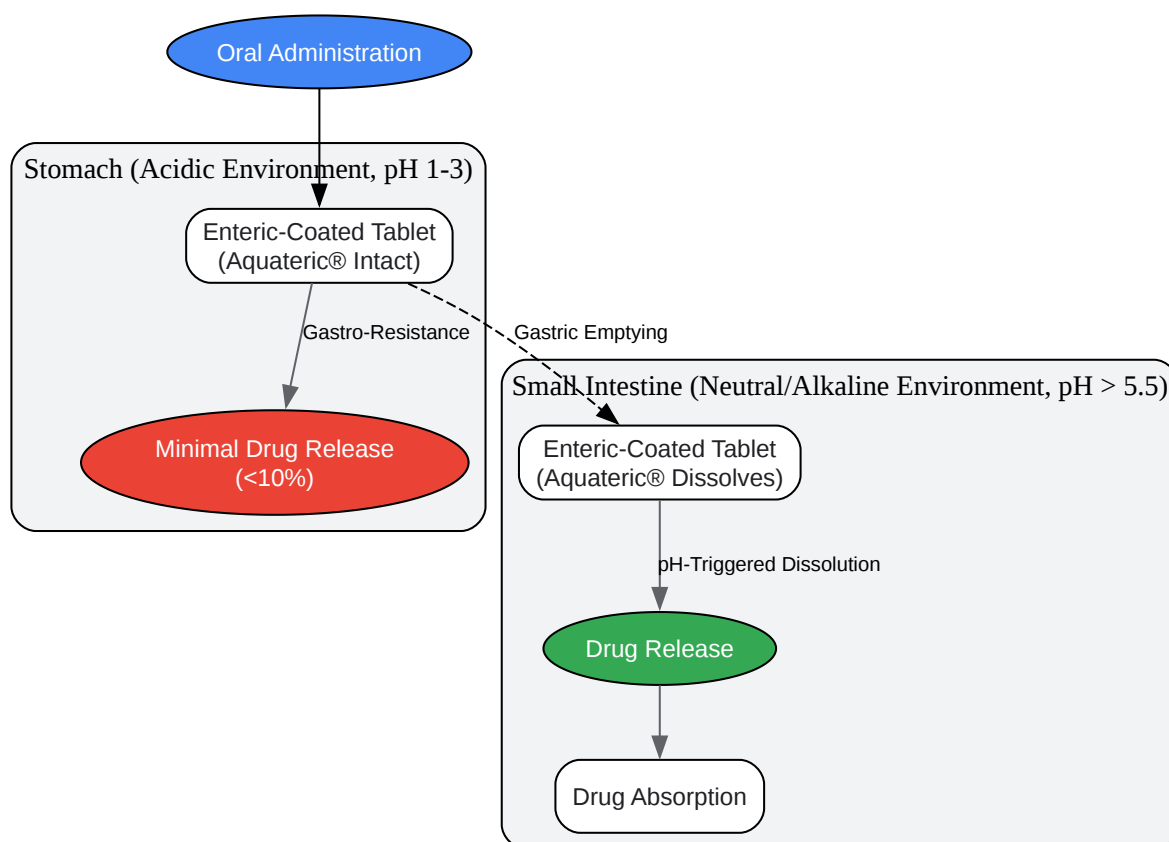 Oral Administration
Stomach (Acidic Environment, pH 1-3)
Enteric-Coated Tablet
(Aquateric® Intact)
Gastro-Resistance
Gastric Emptying
Minimal Drug Release
(<10%)
Small Intestine (Neutral/Alkaline Environment, pH > 5.5)
Enteric-Coated Tablet
(Aquateric® Dissolves)
pH-Triggered Dissolution
Drug Release
Drug Absorption